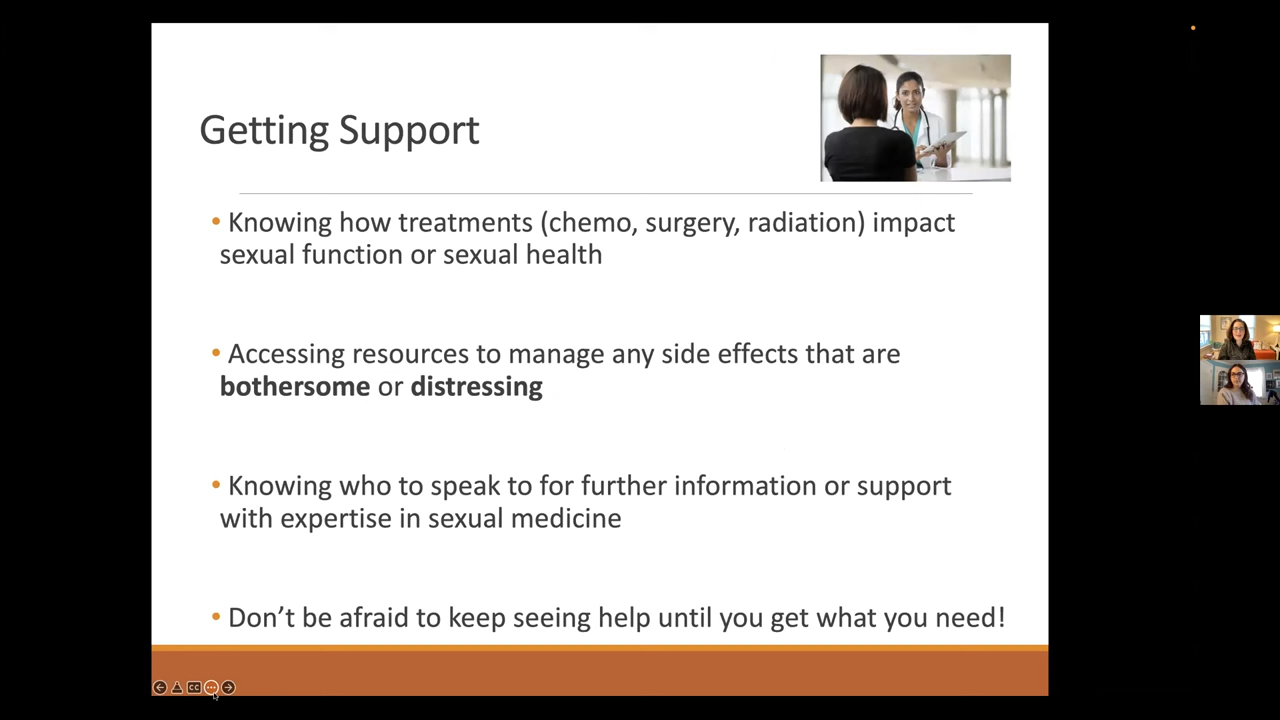 Getting Support
• Knowing how treatments (chemo, surgery, radiation) impact
sexual function or sexual health
• Accessing resources to manage any side effects that are
bothersome or distressing
• Knowing who to speak to for further information or support
with expertise in sexual medicine
• Don’t be afraid to keep seeing help until you get what you need!
CC